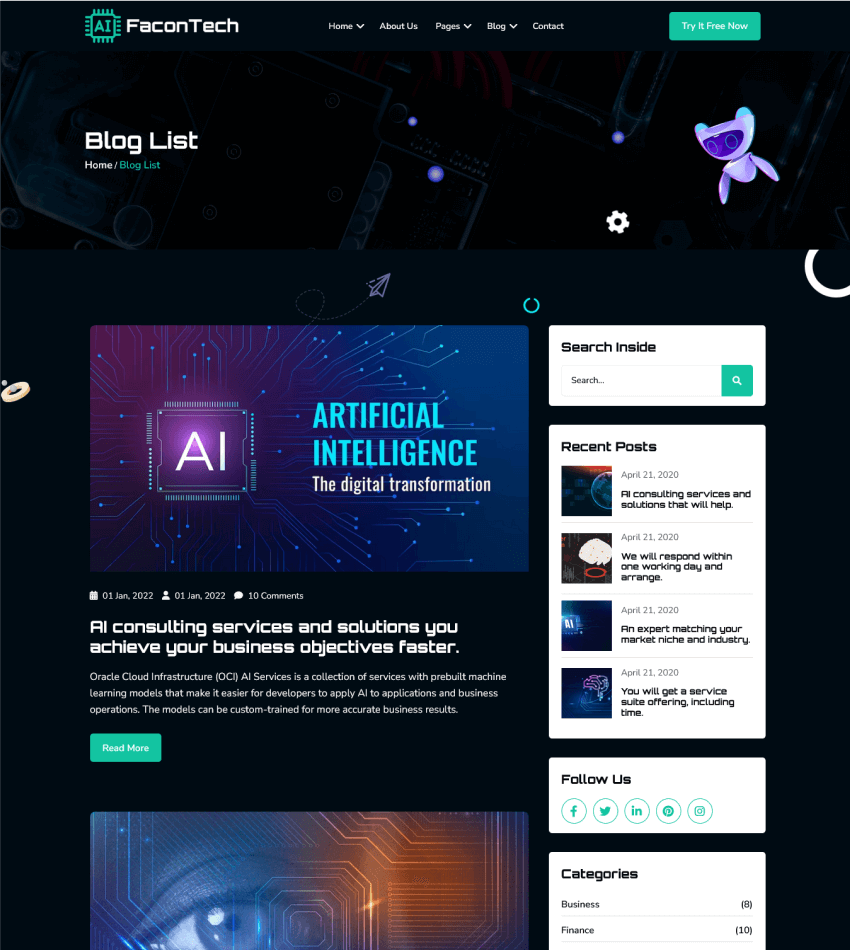 AI FaconTech
Home
About Us
Pages
Blog
Contact
Try It Free Now
Blog List
Home / Blog List
AI
ARTIFICIAL
INTELLIGENCE
The digital transformation
01 Jan, 2022 01 Jan, 2022 10 Comments
AI consulting services and solutions you
achieve your business objectives faster.
Oracle Cloud Infrastructure (OCI) AI Services is a collection of services with prebuilt machine
learning models that make it easier for developers to apply AI to applications and business
operations. The models can be custom-trained for more accurate business results.
Read More
Search Inside
Search...
Recent Posts
April 21, 2020
AI consulting services and
solutions that will help.
April 21, 2020
We will respond within
one working day and
arrange.
AI
April 21, 2020
An expert matching your
market niche and industry.
April 21, 2020
You will get a service
suite offering, including
time.
Follow Us
Categories
Business (8)
Finance (10)